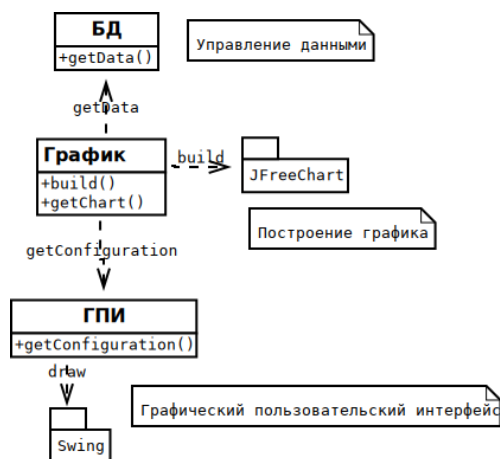 БД
+getData()
Управление данными
getData
График
+build()
+getChart()
build
JFreeChart
Построение графика
getConfiguration
ГПИ
+getConfiguration()
draw
Графический пользовательский интерфейс
Swing